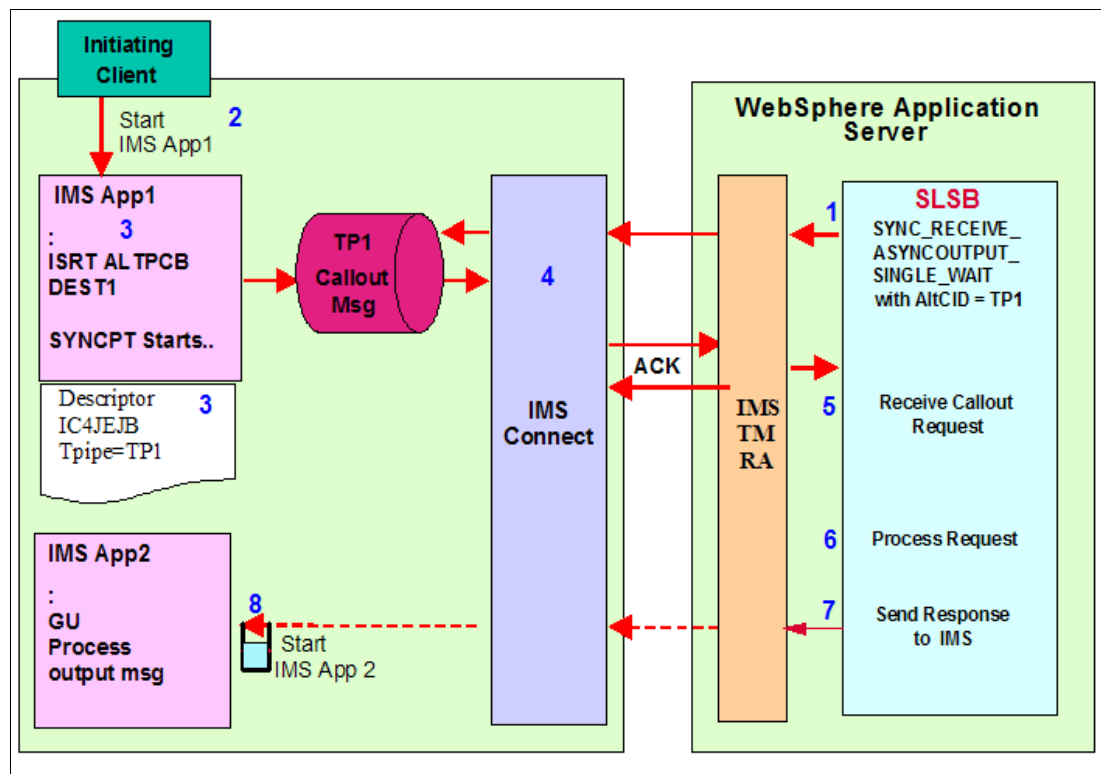 Initiating
Client
Start
IMS App1
2
IMS App1
:
3
ISRT ALTPCB
DEST1
SYNCPT Starts..
Descriptor
3
IC4JEJB
Tpipe=TP1
TP1
Callout
Msg
4
IMS
Connect
ACK
IMS App2
:
GU
Process
output msg
8
Start
IMS App 2
WebSphere Application
Server
IMS
TM
RA
SLSB
1
SYNC_RECEIVE_
ASYNCOUTPUT_
SINGLE_WAIT
with AltCID = TP1
5
Receive Callout
Request
6
Process Request
7
Send Response
to IMS